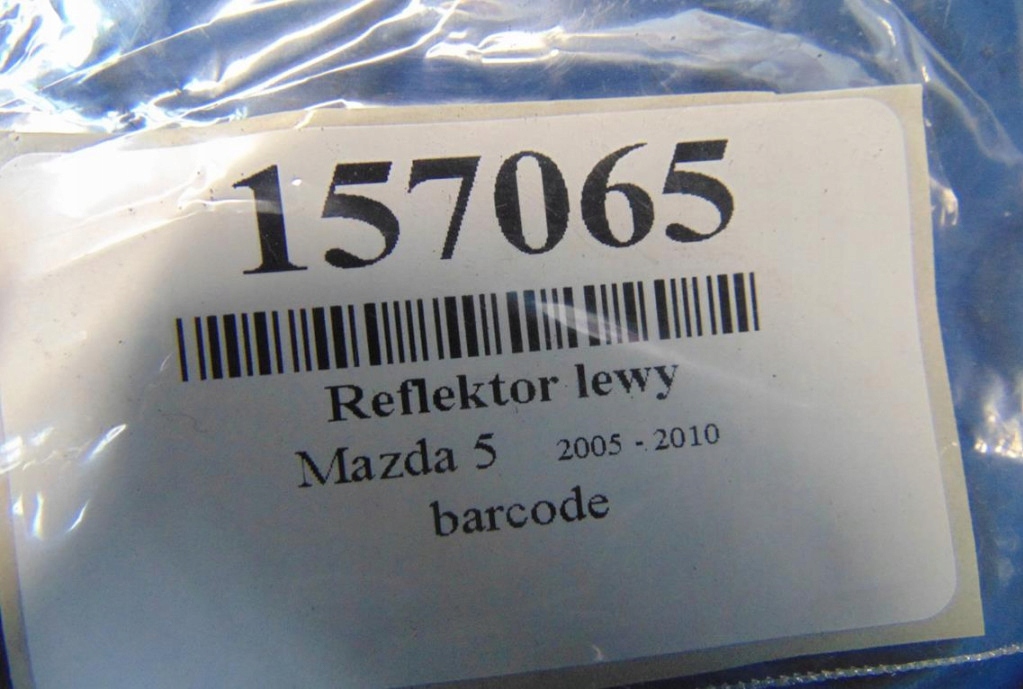 157065
Reflektor lewy
Mazda 5 2005 - 2010
barcode